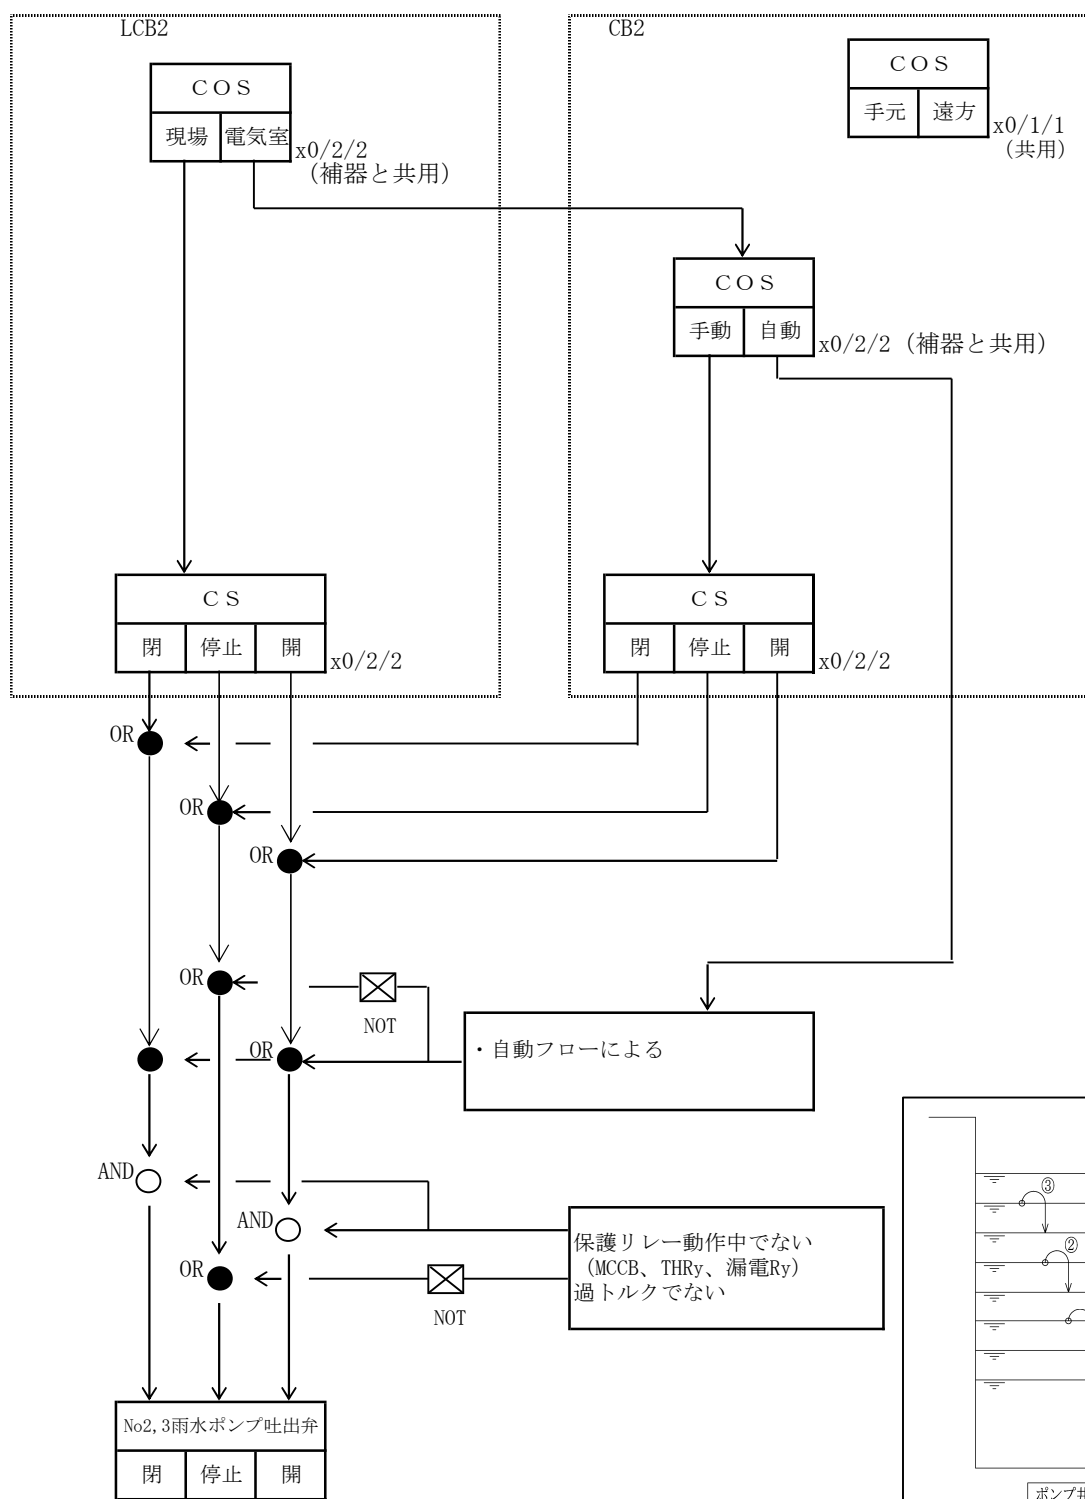 LCB2
CB2
COS
現場 電気室
x0/2/2
(補器と共用)
COS
手元 遠方
x0/1/1
(共用)
COS
手動 自動
x0/2/2 (補器と共用)
CS
閉 停止 開
x0/2/2
CS
閉 停止 開
x0/2/2
OR
OR
OR
OR
NOT
OR
・自動フローによる
AND
AND
OR
NOT
保護リレー動作中でない
(MCCB、THRy、漏電Ry)
過トルクでない
③
②
No2,3雨水ポンプ吐出弁
閉 停止 開